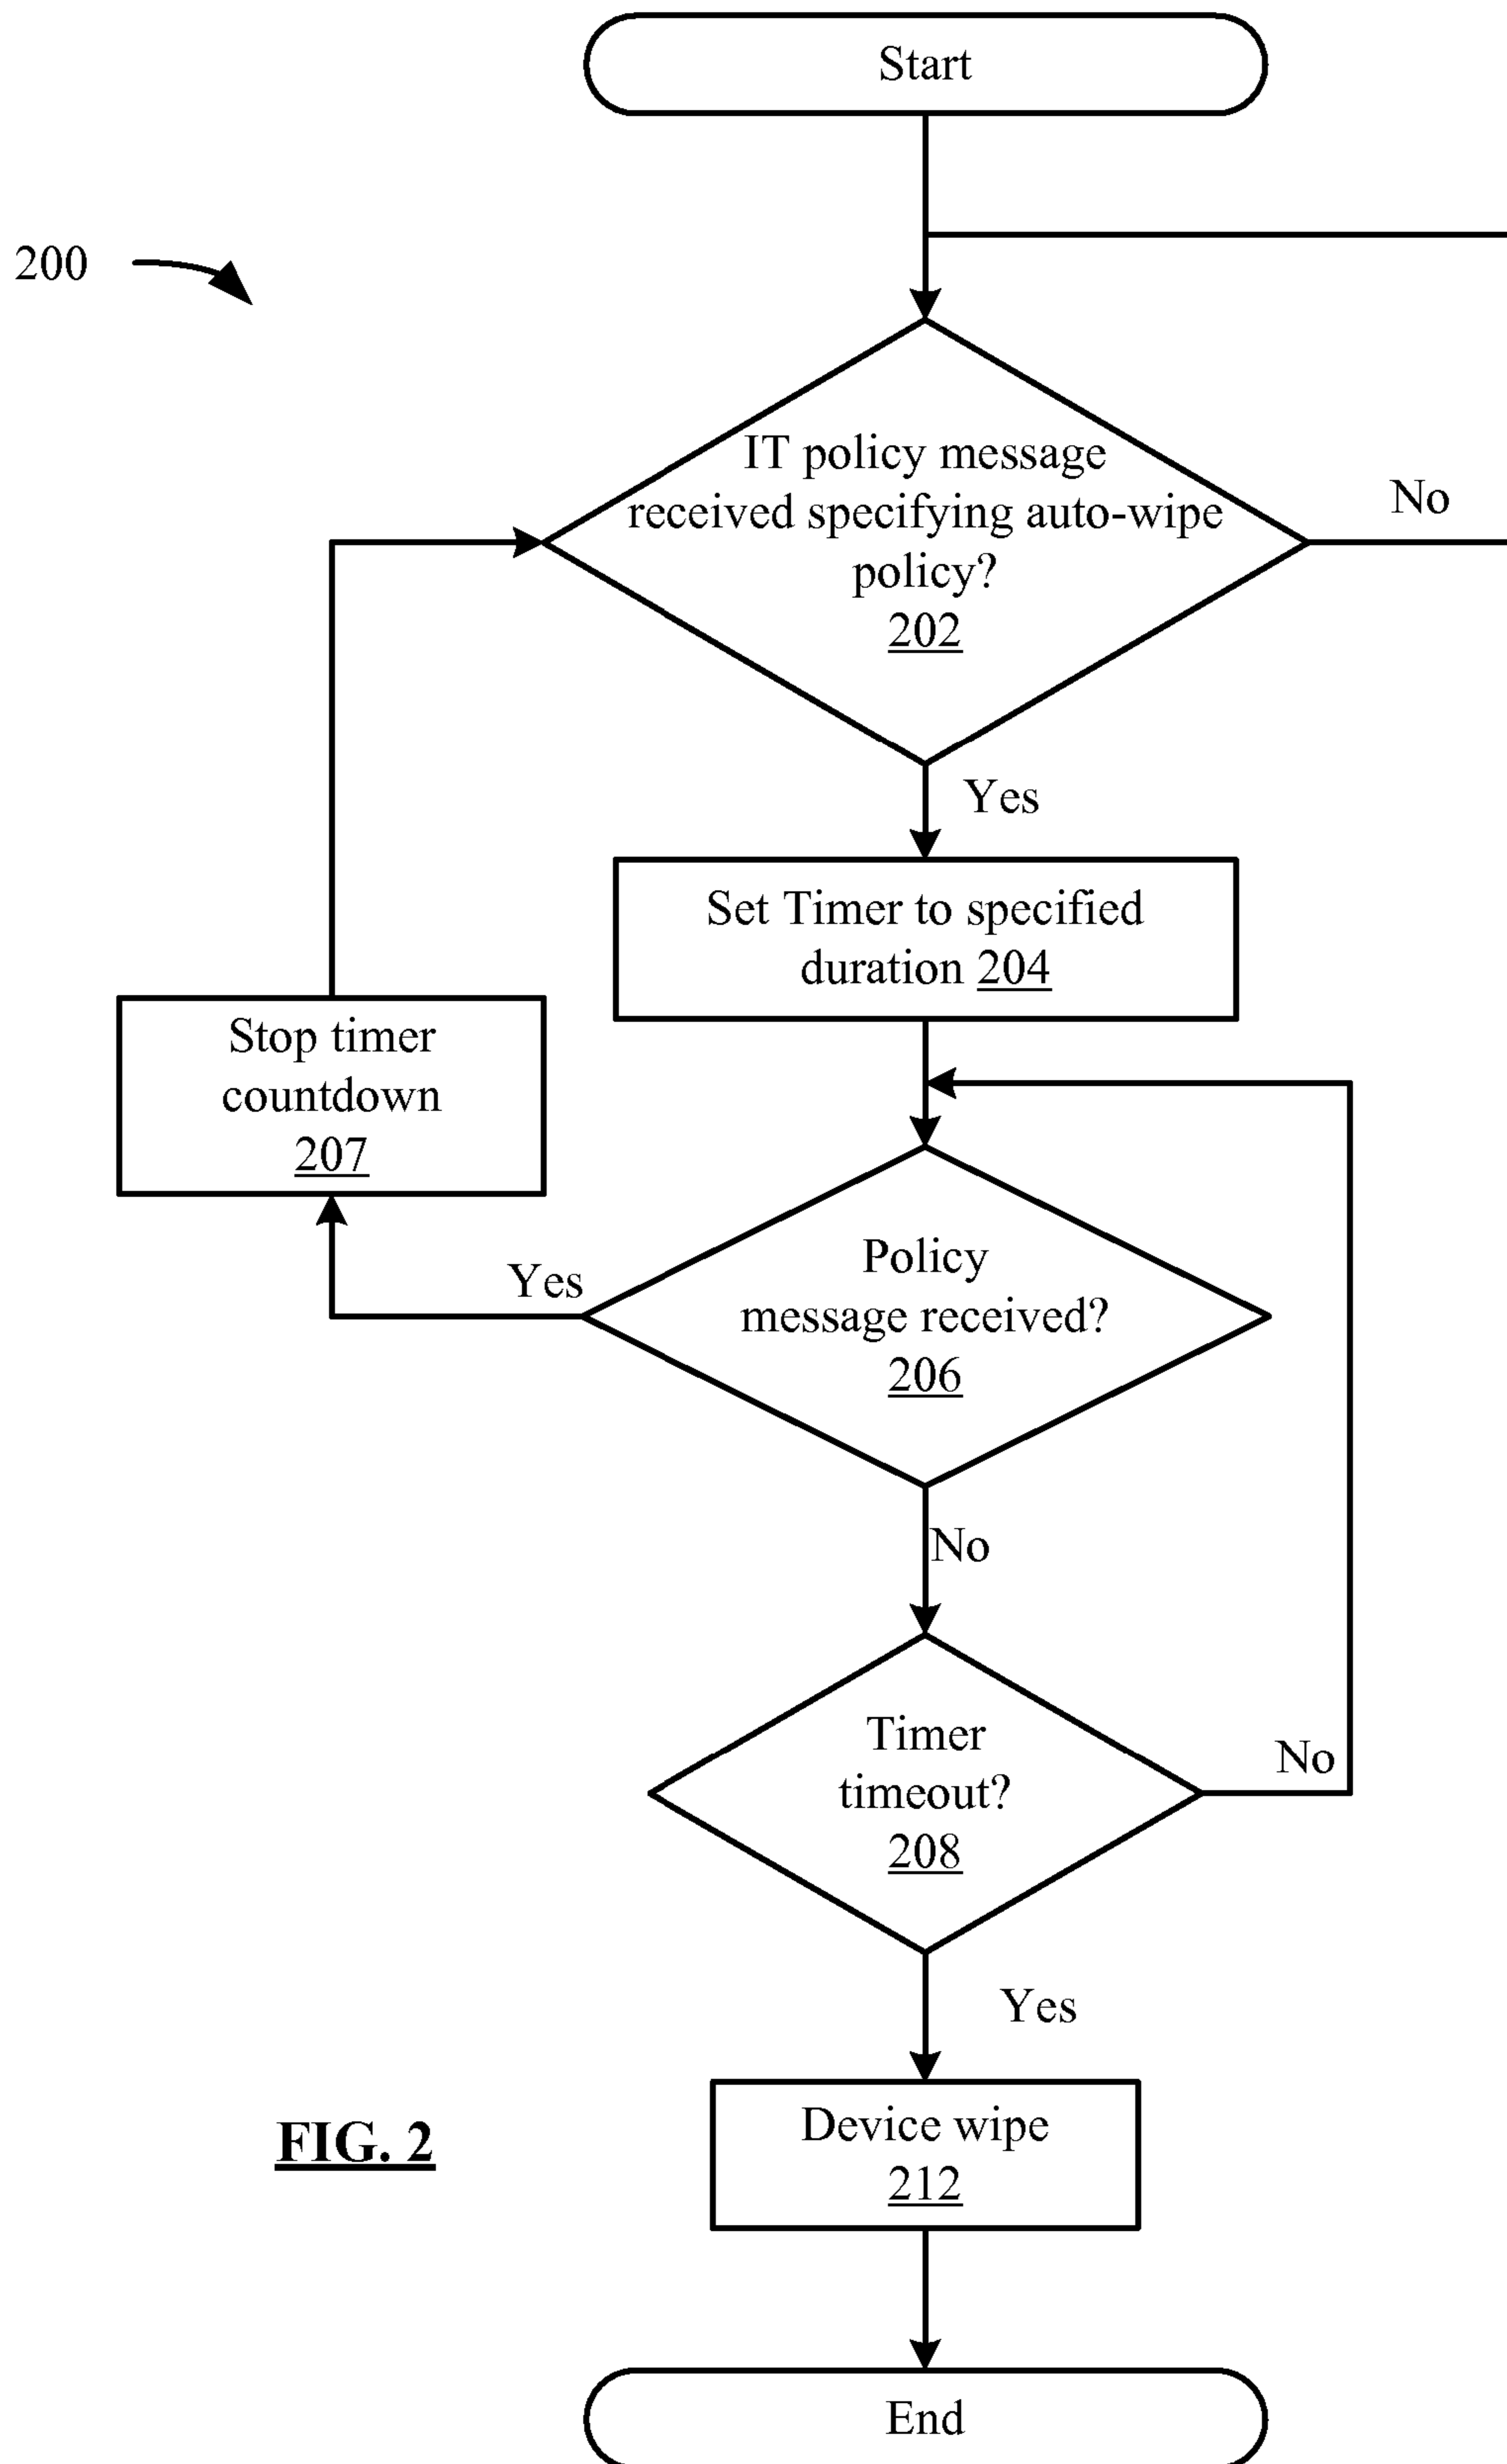 Start
200
IT policy message
received specifying auto-wipe
policy?
202
No
Yes
Set Timer to specified
duration 204
Stop timer
countdown
207
Policy
message received?
206
Yes
No
Timer
timeout?
208
No
Yes
Device wipe
212
FIG. 2
End